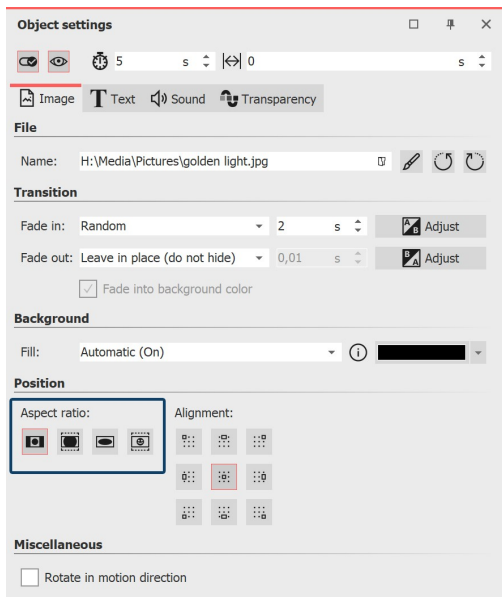 Object settings
5 s 0 s
Image Text Sound Transparency
File
Name: H:\Media\Pictures\golden light.jpg
Transition
Fade in: Random 2 s A B Adjust
Fade out: Leave in place (do not hide) 0,01 s B A Adjust
Fade into background color
Background
Fill: Automatic (On) i
Position
Aspect ratio: Alignment:
Miscellaneous
Rotate in motion direction